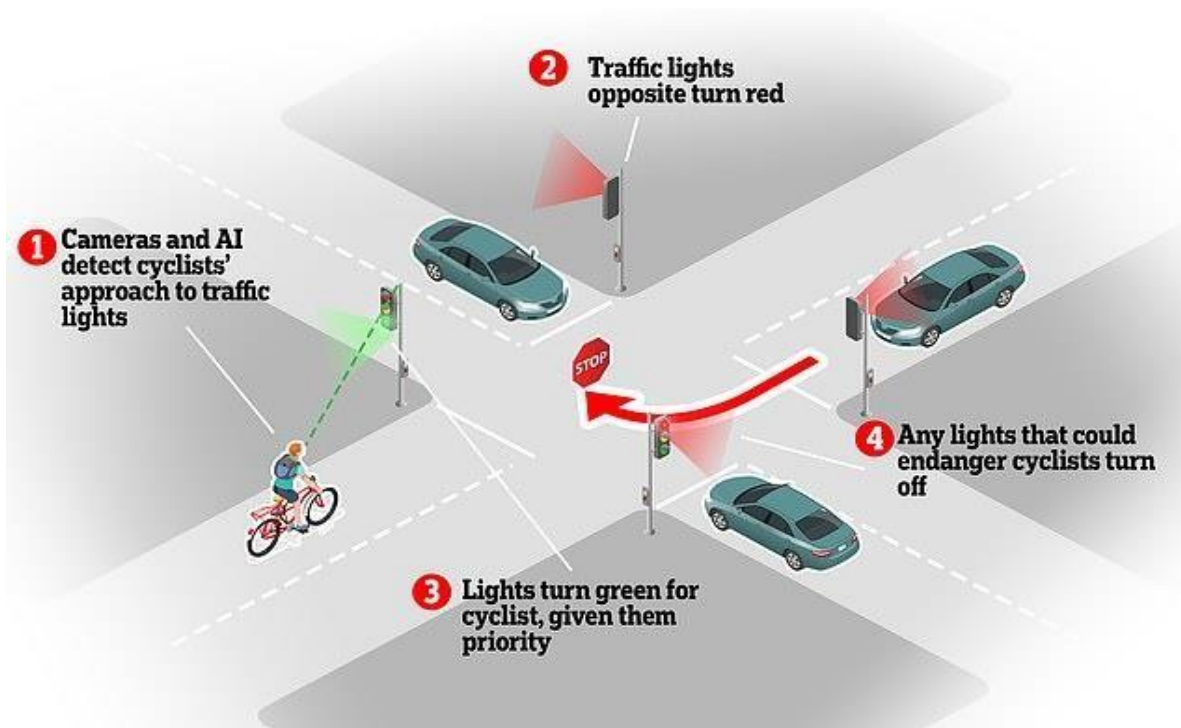 1 Cameras and AI
detect cyclists'
approach to traffic
lights
2 Traffic lights
opposite turn red
STOP
3 Lights turn green for
cyclist, given them
priority
4 Any lights that could
endanger cyclists turn
off